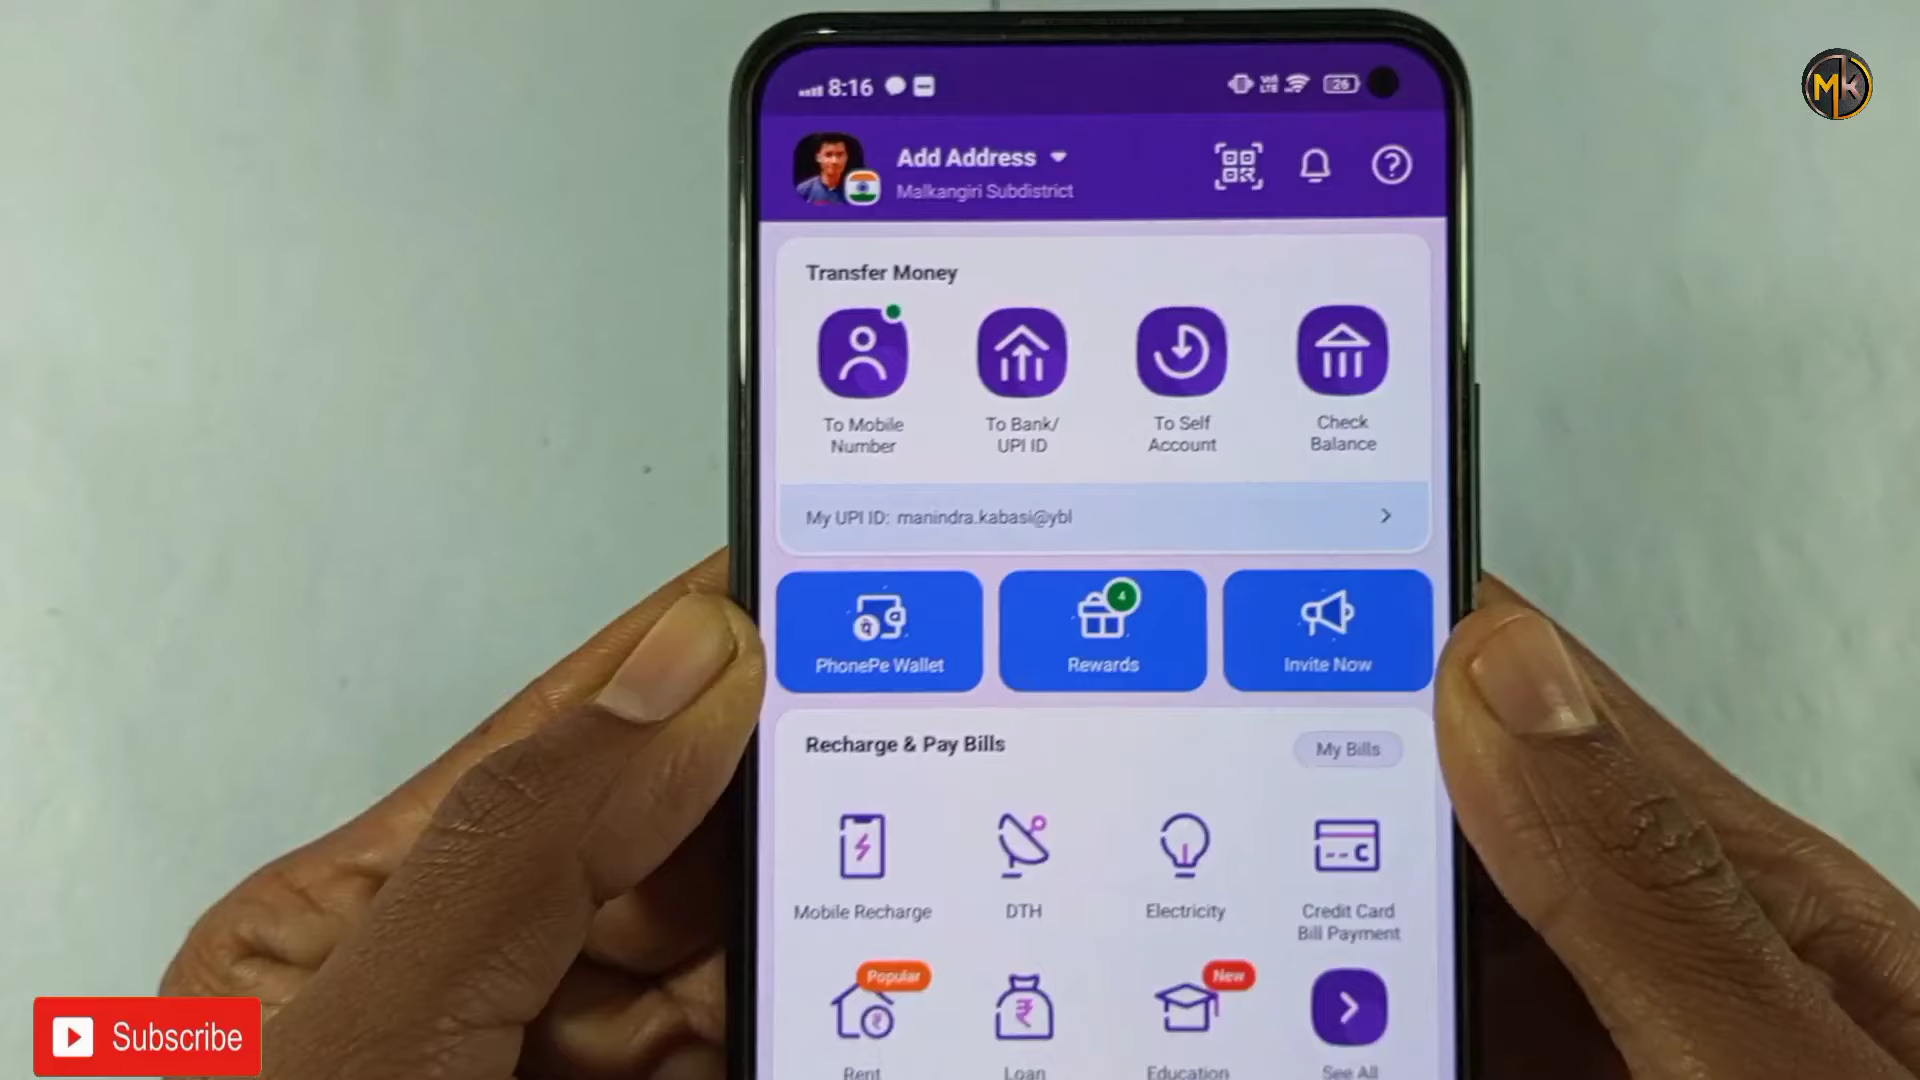 8:16
26
MK
Add Address
Malkangiri Subdistrict
Transfer Money
To Mobile
Number
To Bank/
UPI ID
To Self
Account
Check
Balance
My UPI ID: manindra.kabasi@ybl
पे
4
PhonePe Wallet
Rewards
Invite Now
Recharge & Pay Bills
My Bills
Mobile Recharge
DTH
Electricity
Credit Card
Bill Payment
Popular
New
Rent
Loan
Education
See All
Subscribe